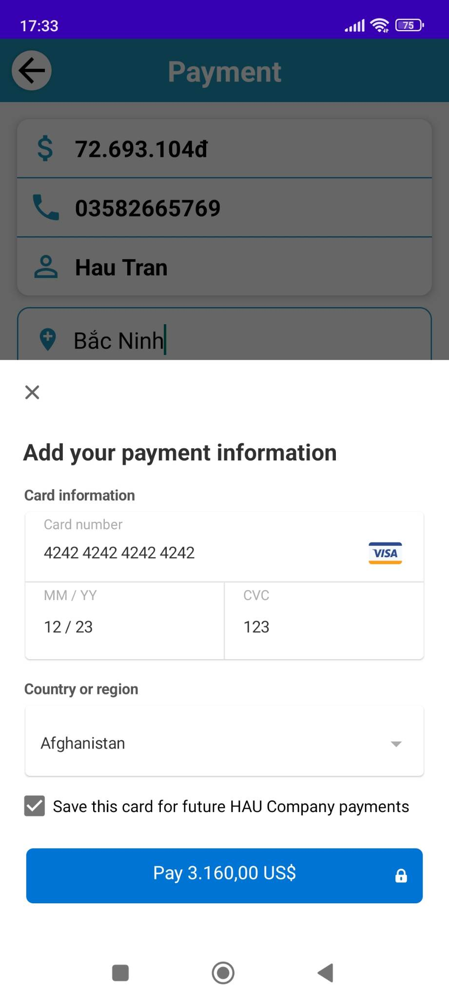 17:33
75
Payment
$ 72.693.104đ
03582665769
Hau Tran
Bắc Ninh
Add your payment information
Card information
Card number
4242 4242 4242 4242
VISA
MM / YY
CVC
12 / 23
123
Country or region
Afghanistan
Save this card for future HAU Company payments
Pay 3.160,00 US$